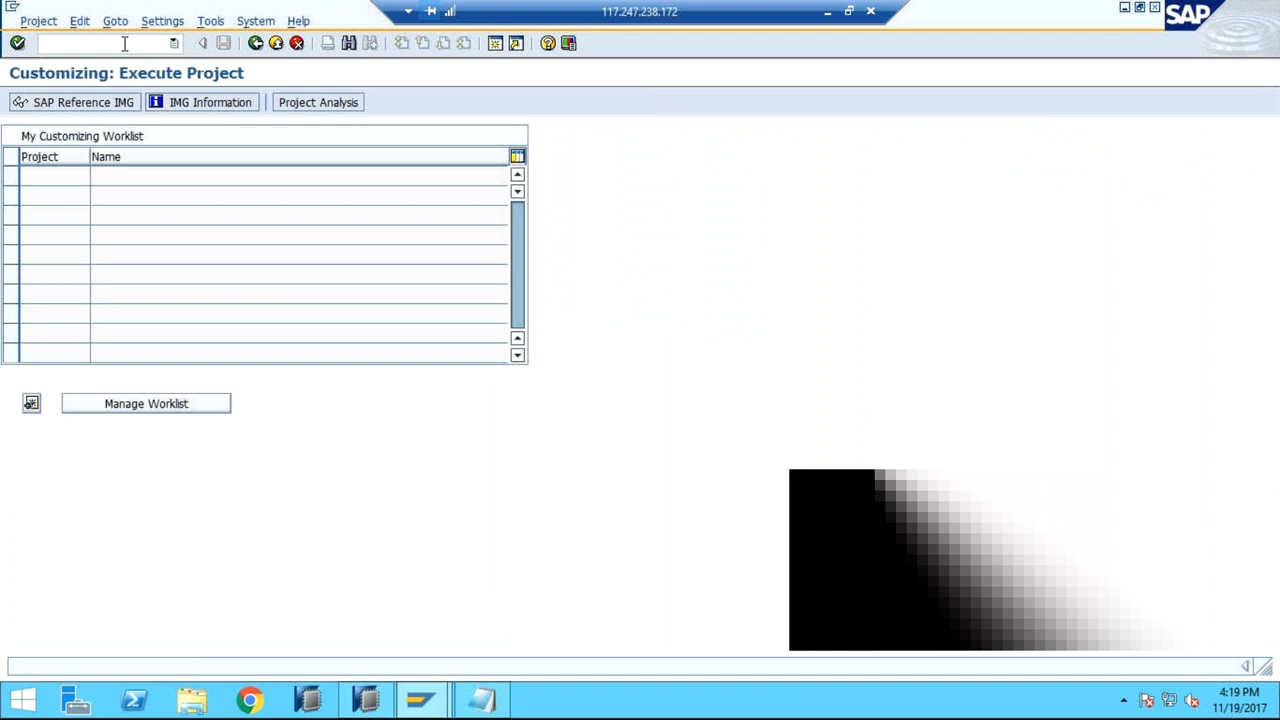 117.247.238.172
Project Edit Goto Settings Tools System Help
SAP
Customizing: Execute Project
SAP Reference IMG IMG Information Project Analysis
My Customizing Worklist
Project Name
Manage Worklist
4:19 PM
11/19/2017